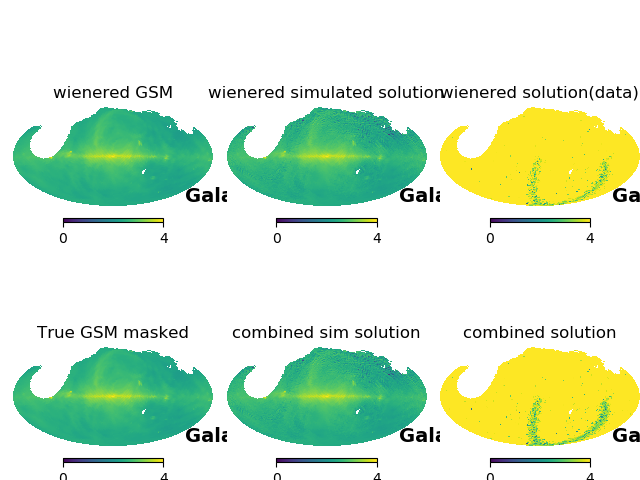 wienered GSM
wienered simulated solution
wienered solution(data)
Gala
Gala
Ga
0 4
0 4
0 4
True GSM masked
combined sim solution
combined solution
Gala
Gala
Ga
0 4
0 4
0 4